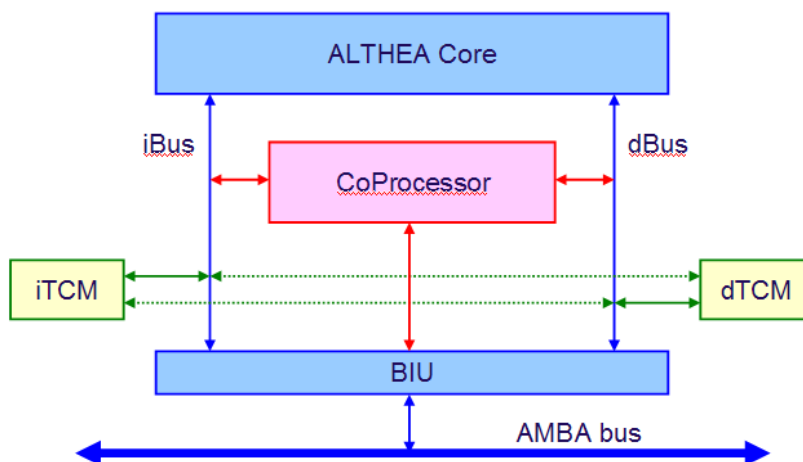 ALTHEA Core
iBus
dBus
CoProcessor
iTCM
dTCM
BIU
AMBA bus